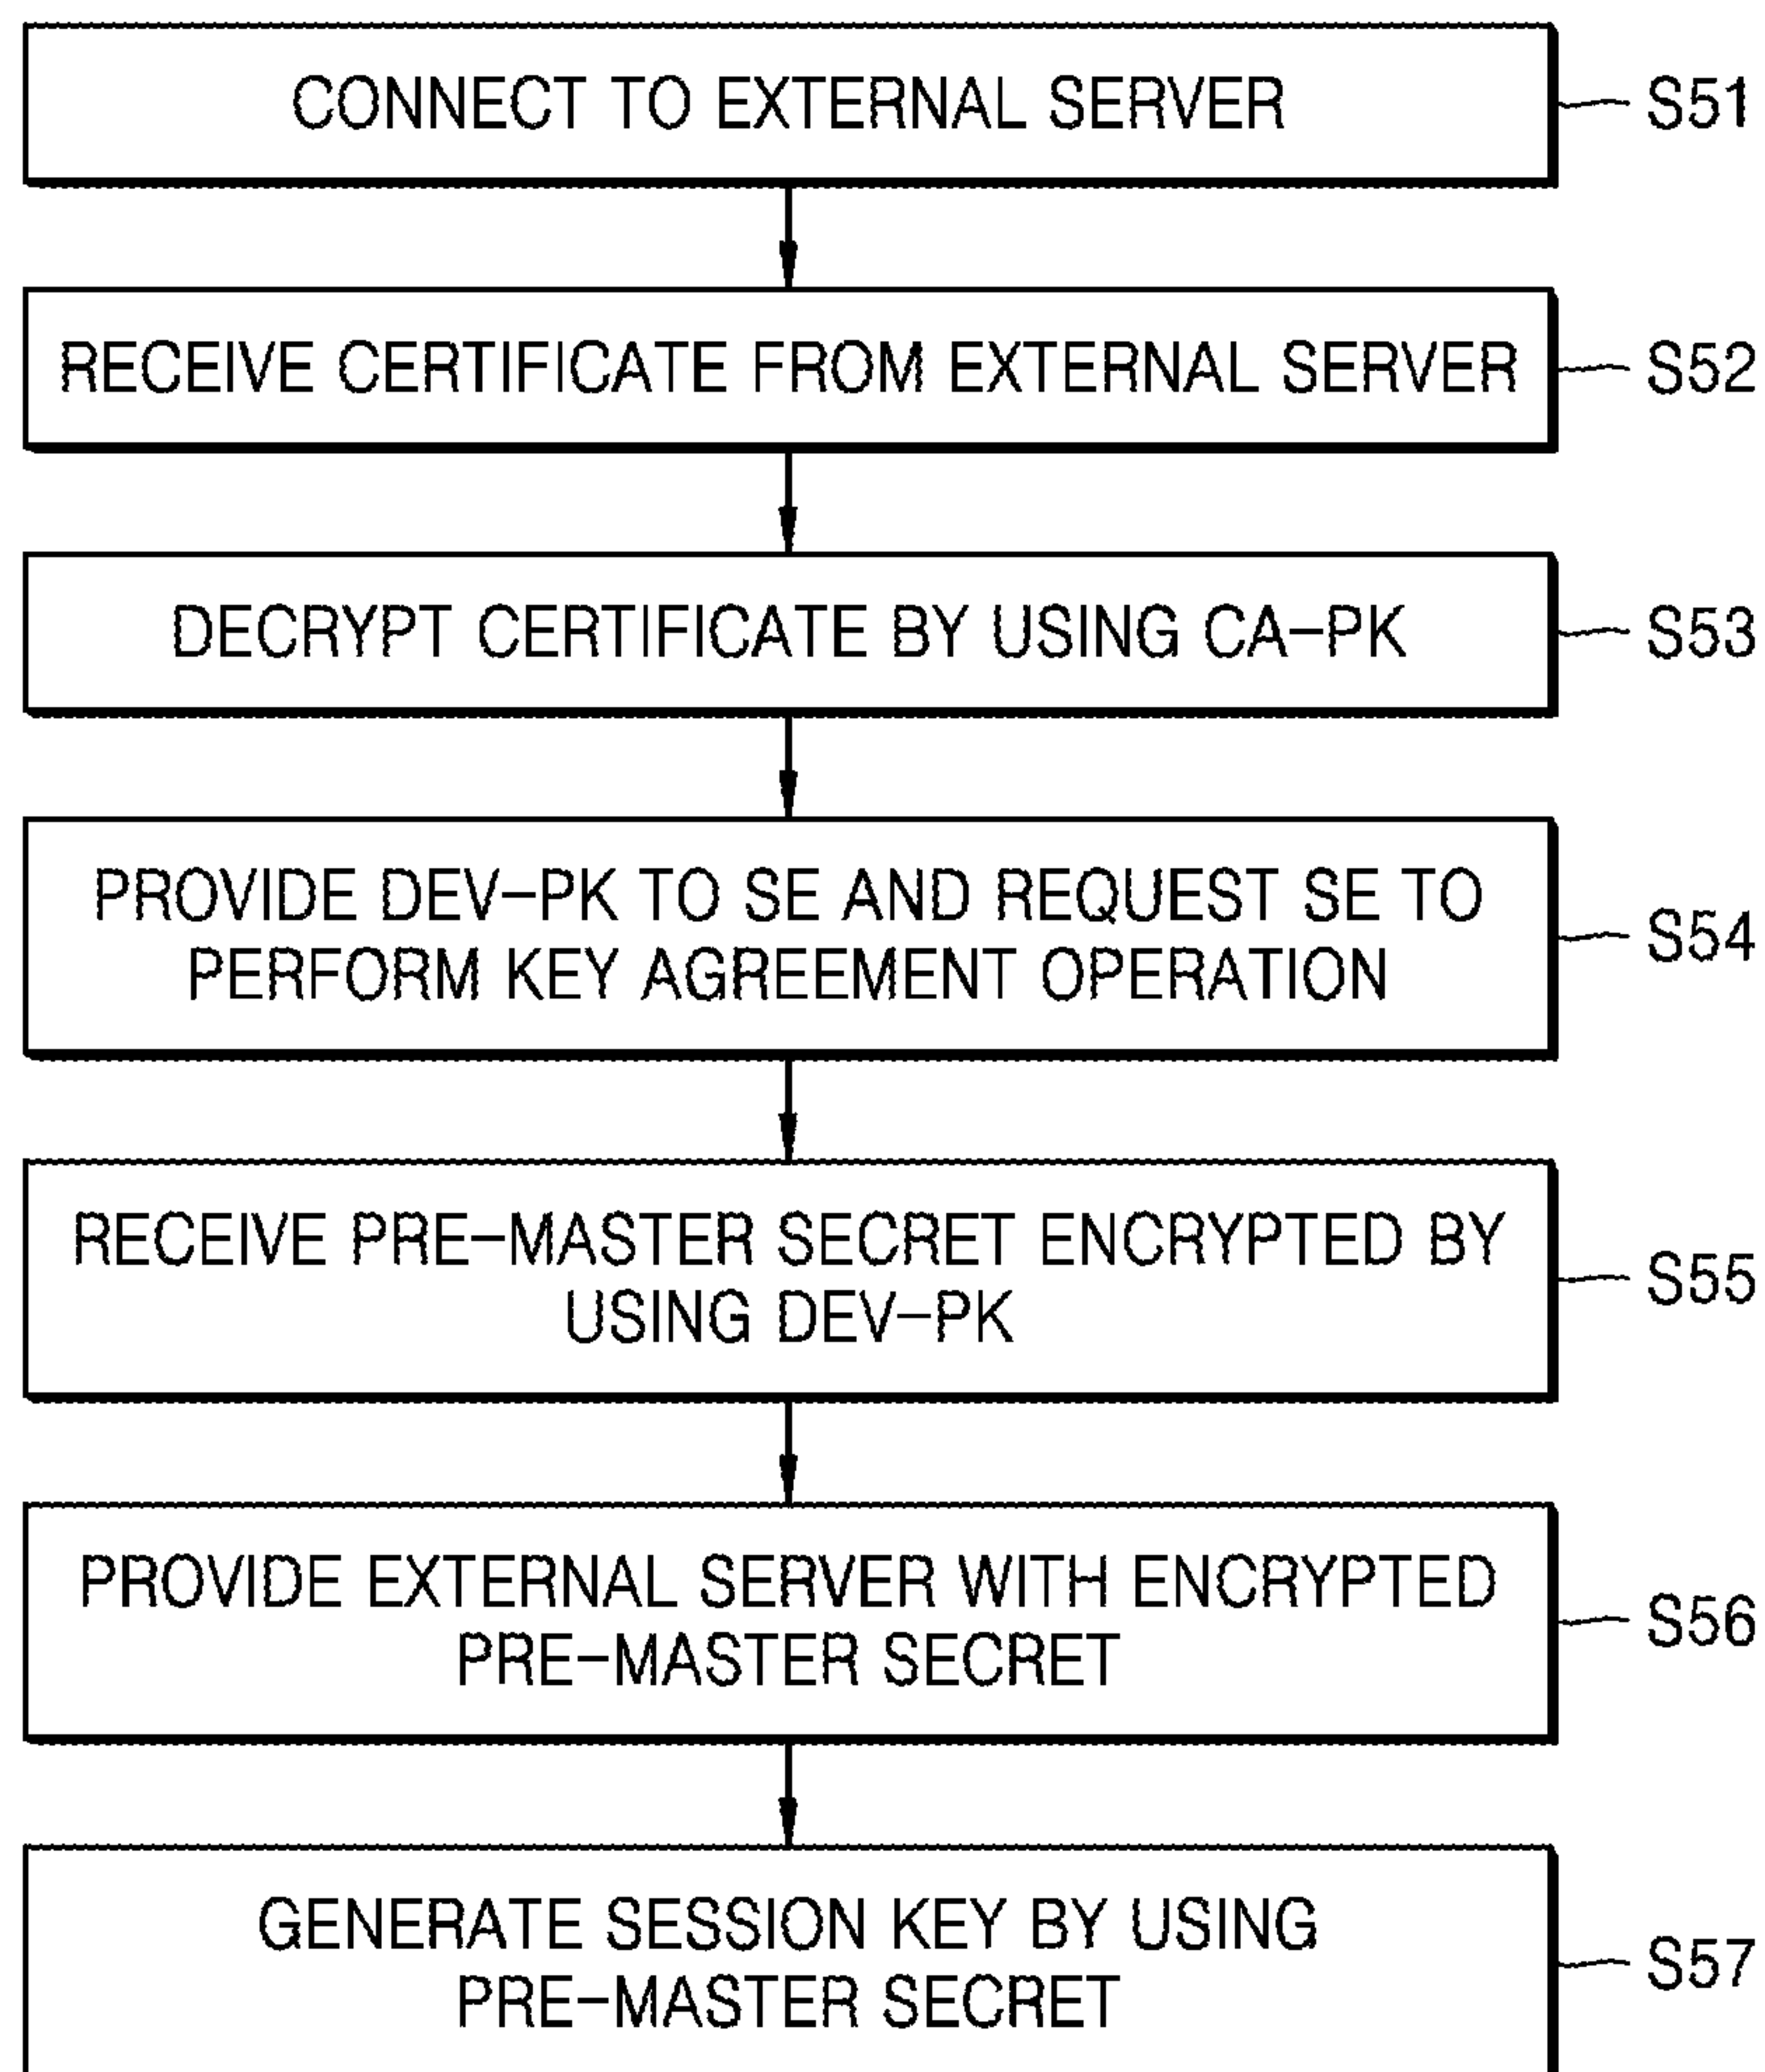 CONNECT TO EXTERNAL SERVER
S51
RECEIVE CERTIFICATE FROM EXTERNAL SERVER
S52
DECRYPT CERTIFICATE BY USING CA-PK
S53
PROVIDE DEV-PK TO SE AND REQUEST SE TO
PERFORM KEY AGREEMENT OPERATION
S54
RECEIVE PRE-MASTER SECRET ENCRYPTED BY
USING DEV-PK
S55
PROVIDE EXTERNAL SERVER WITH ENCRYPTED
PRE-MASTER SECRET
S56
GENERATE SESSION KEY BY USING
PRE-MASTER SECRET
S57